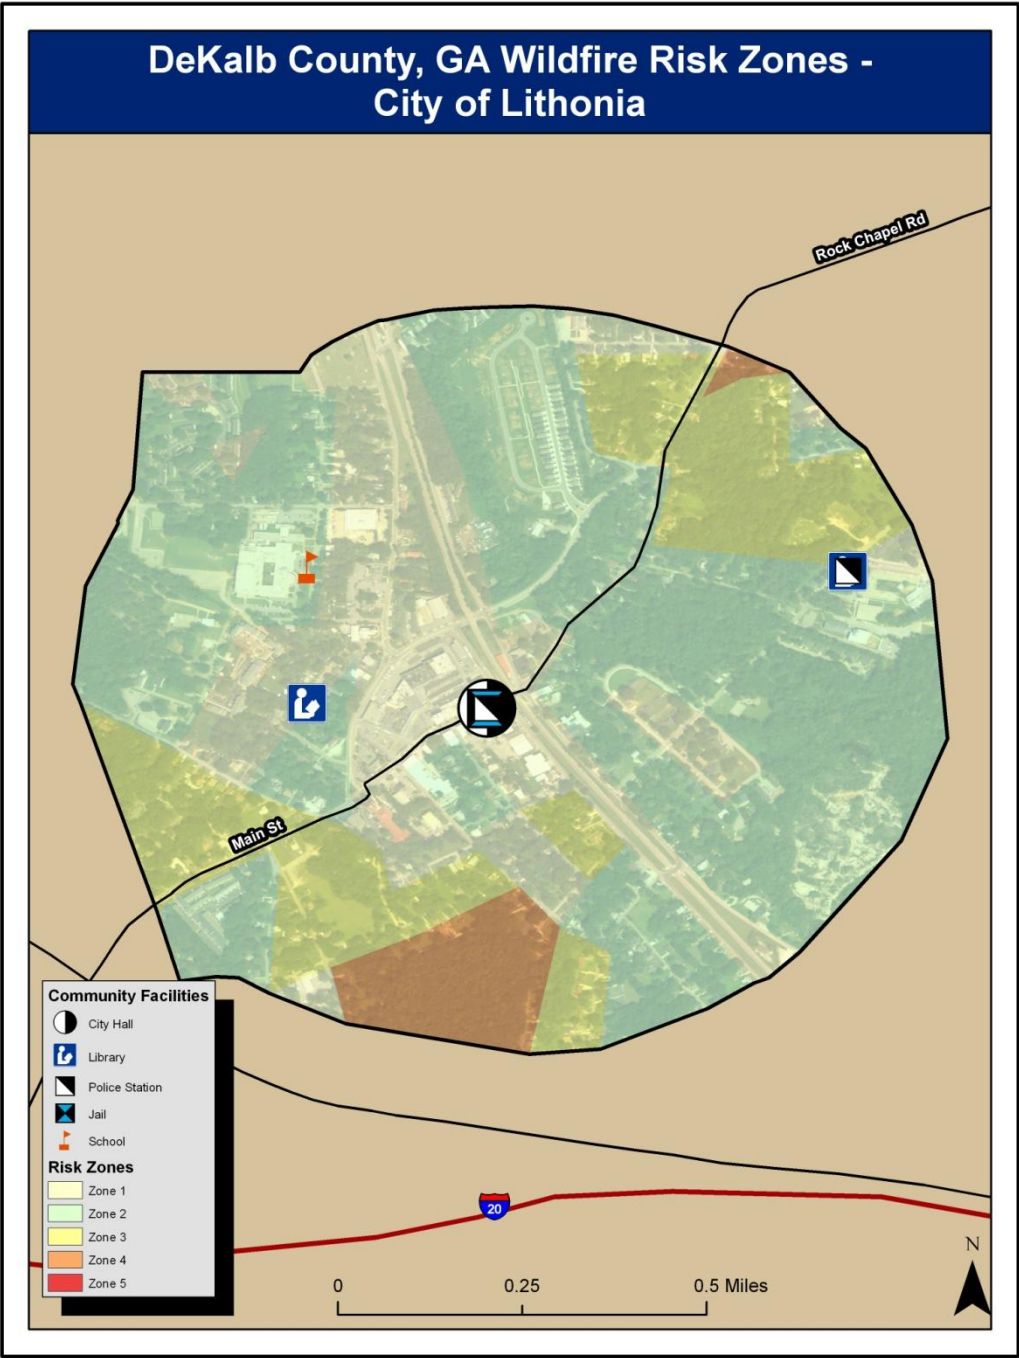 DeKalb County, GA Wildfire Risk Zones -
City of Lithonia
Rock Chapel Rd
Main St
Community Facilities
City Hall
Library
Police Station
Jail
School
Risk Zones
Zone 1
Zone 2
Zone 3
Zone 4
Zone 5
20
N
0 0.25 0.5 Miles